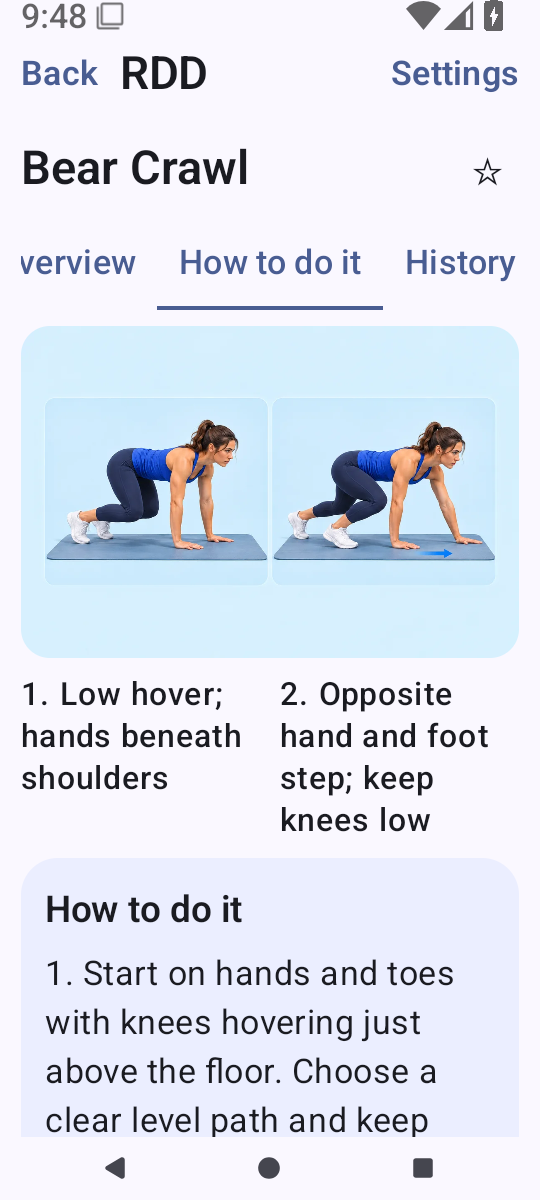 9:48
Back RDD Settings
Bear Crawl
verview How to do it History
1. Low hover;
hands beneath
shoulders
2. Opposite
hand and foot
step; keep
knees low
How to do it
1. Start on hands and toes
with knees hovering just
above the floor. Choose a
clear level path and keep